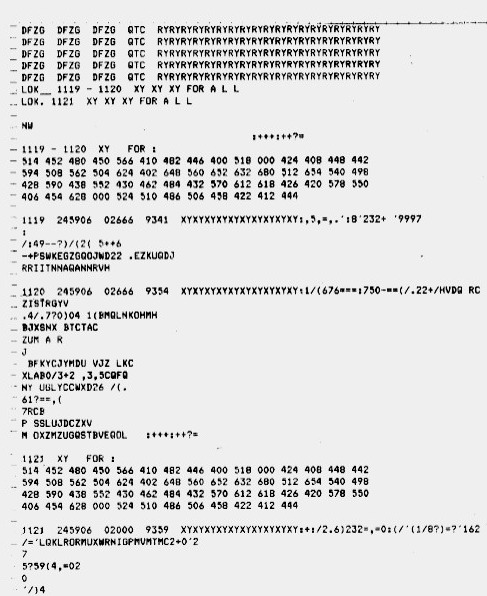 DFZG DFZG DFZG QTC RYRYRYRYRYRYRYRYRYRYRYRYRYRYRYRYRYRY
DFZG DFZG DFZG QTC RYRYRYRYRYRYRYRYRYRYRYRYRYRYRYRYRYRY
DFZG DFZG DFZG QTC RYRYRYRYRYRYRYRYRYRYRYRYRYRYRYRYRYRY
DFZG DFZG DFZG QTC RYRYRYRYRYRYRYRYRYRYRYRYRYRYRYRYRYRY
DFZG DFZG DFZG QTC RYRYRYRYRYRYRYRYRYRYRYRYRYRYRYRYRYRY
LOK__ 1119 - 1120 XY XY XY FOR A L L
LOK. 1121 XY XY XY FOR A L L
NW
:+++:++?=
1119 - 1120 XY FOR :
514 452 480 450 566 410 482 446 400 518 000 424 408 448 442
594 508 562 504 624 402 648 560 652 632 680 512 654 540 498
428 590 438 552 430 462 484 432 570 612 618 426 420 578 550
406 454 628 000 524 510 486 506 458 422 412 444
1119 245906 02666 9341 XYXYXYXYXYXYXYXYXYXYXY:,5,=,.':8'232+ '9997
:
/:49--?)/(2( 5++6
-+PSWKEGZGQOJWD22 .EZKUQDJ
RRIITNNAQANNRVH
1120 245906 02666 9354 XYXYXYXYXYXYXYXYXYXYXY:1/(676===:750-==(/.22+/HVDQ RC
ZISTRGYV
.4/.7?0)04 1(BMQLNKOHMH
BJXSNX BTCTAC
ZUM A R
J
BFKYCJYMDU VJZ LKC
XLABO/3+2 ,3,5CQFQ
NY UGLYCCWXD26 /(.
61?==,(
7RCB
P SSLUJDCZXV
M OXZMZUGQSTBVEQOL :+++:++?=
1121 XY FOR :
514 452 480 450 566 410 482 446 400 518 000 424 408 448 442
594 508 562 504 624 402 648 560 652 632 680 512 654 540 498
428 590 438 552 430 462 484 432 570 612 618 426 420 578 550
406 454 628 000 524 510 486 506 458 422 412 444
1121 245906 02000 9359 XYXYXYXYXYXYXYXYXYXYXY:+:/2.6)232=,=0:(/'(1/8?)=?'162
/='LQKLRORMUXWRNIGPMVMTMC2+0'2
7
5?59(4,=02
0
'/)4